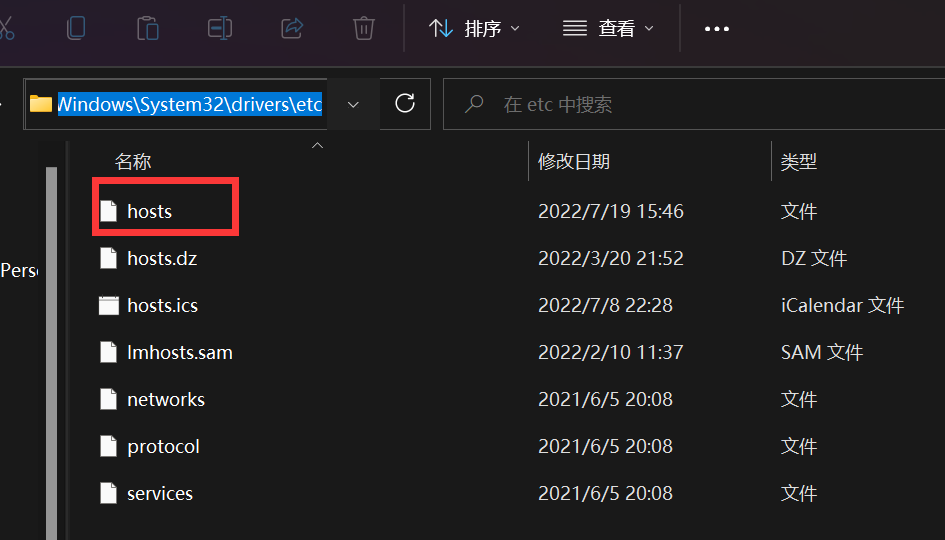 排序 查看
Windows\System32\drivers\etc 在 etc 中搜索
名称 修改日期 类型
hosts 2022/7/19 15:46 文件
hosts.dz 2022/3/20 21:52 DZ 文件
Perso
hosts.ics 2022/7/8 22:28 iCalendar 文件
lmhosts.sam 2022/2/10 11:37 SAM 文件
networks 2021/6/5 20:08 文件
protocol 2021/6/5 20:08 文件
services 2021/6/5 20:08 文件